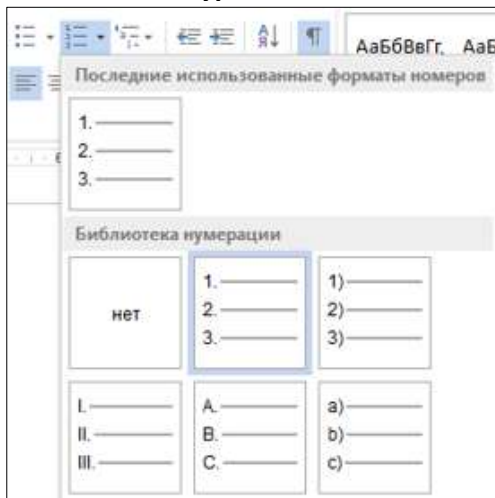 АаБбВвГг, АаБ
Последние использованные форматы номеров
1.
2.
3.
Библиотека нумерации
нет
1.
2.
3.
1)
2)
3)
I.
II.
III.
A.
B.
C.
a)
b)
c)